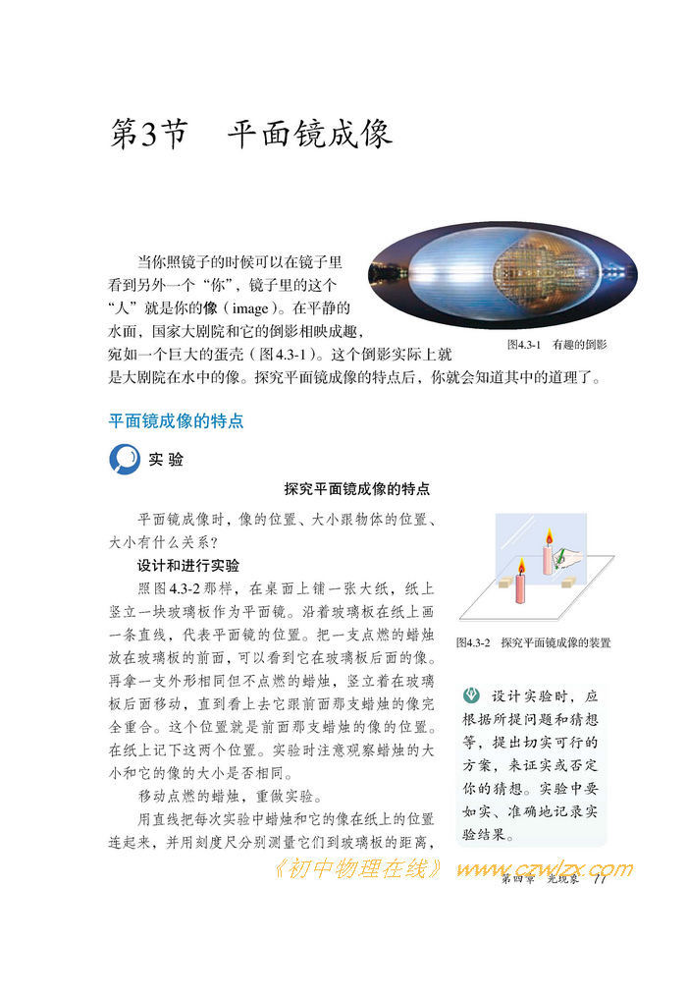 第3节 平面镜成像
当你照镜子的时候可以在镜子里
看到另外一个“你”，镜子里的这个
“人”就是你的像（image）。在平静的
水面，国家大剧院和它的倒影相映成趣，
宛如一个巨大的蛋壳（图4.3-1）。这个倒影实际上就
是大剧院在水中的像。探究平面镜成像的特点后，你就会知道其中的道理了。
图4.3-1 有趣的倒影
平面镜成像的特点
实验
探究平面镜成像的特点
平面镜成像时，像的位置、大小跟物体的位置、
大小有什么关系？
设计和进行实验
照图4.3-2那样，在桌面上铺一张大纸，纸上
竖立一块玻璃板作为平面镜。沿着玻璃板在纸上画
一条直线，代表平面镜的位置。把一支点燃的蜡烛
放在玻璃板的前面，可以看到它在玻璃板后面的像。
再拿一支外形相同但不点燃的蜡烛，竖立着在玻璃
板后面移动，直到看上去它跟前面那支蜡烛的像完
全重合。这个位置就是前面那支蜡烛的像的位置。
在纸上记下这两个位置。实验时注意观察蜡烛的大
小和它的像的大小是否相同。
移动点燃的蜡烛，重做实验。
用直线把每次实验中蜡烛和它的像在纸上的位置
连起来，并用刻度尺分别测量它们到玻璃板的距离，
图4.3-2 探究平面镜成像的装置
设计实验时，应
根据所提问题和猜想
等，提出切实可行的
方案，来证实或否定
你的猜想。实验中要
如实、准确地记录实
验结果。
《初中物理在线》 www.czwlzx.com
第四章 光现象 77